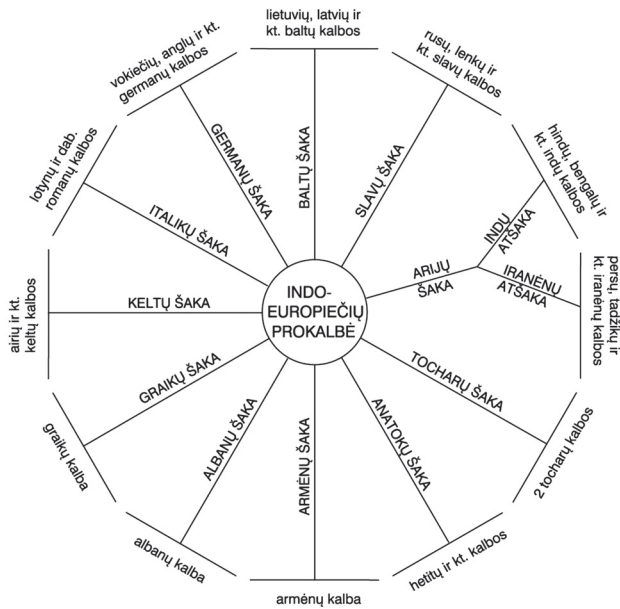 lietuvių, latvių ir
kt. baltų kalbos
rusų, lenkų ir
kt. slavų kalbos
hindų, bengalų ir
kt. indų kalbos
persų, tadžikų ir
kt. iranėnų kalbos
2 tocharų kalbos
hetitų ir kt. kalbos
armėnų kalba
albanų kalba
graikų kalba
airių ir kt.
keltų kalbos
lotynų ir dab.
romanų kalbos
vokiečių, anglų ir kt.
germanų kalbos
BALTŲ ŠAKA
SLAVŲ ŠAKA
ARIJŲ
ŠAKA
INDŲ
ATŠAKA
IRANĖNŲ
ATŠAKA
TOCHARŲ ŠAKA
ANATOKŲ ŠAKA
ARMĖNŲ ŠAKA
ALBANŲ ŠAKA
GRAIKŲ ŠAKA
KELTŲ ŠAKA
ITALIKŲ ŠAKA
GERMANŲ ŠAKA
INDO-
EUROPIEČIŲ
PROKALBĖ